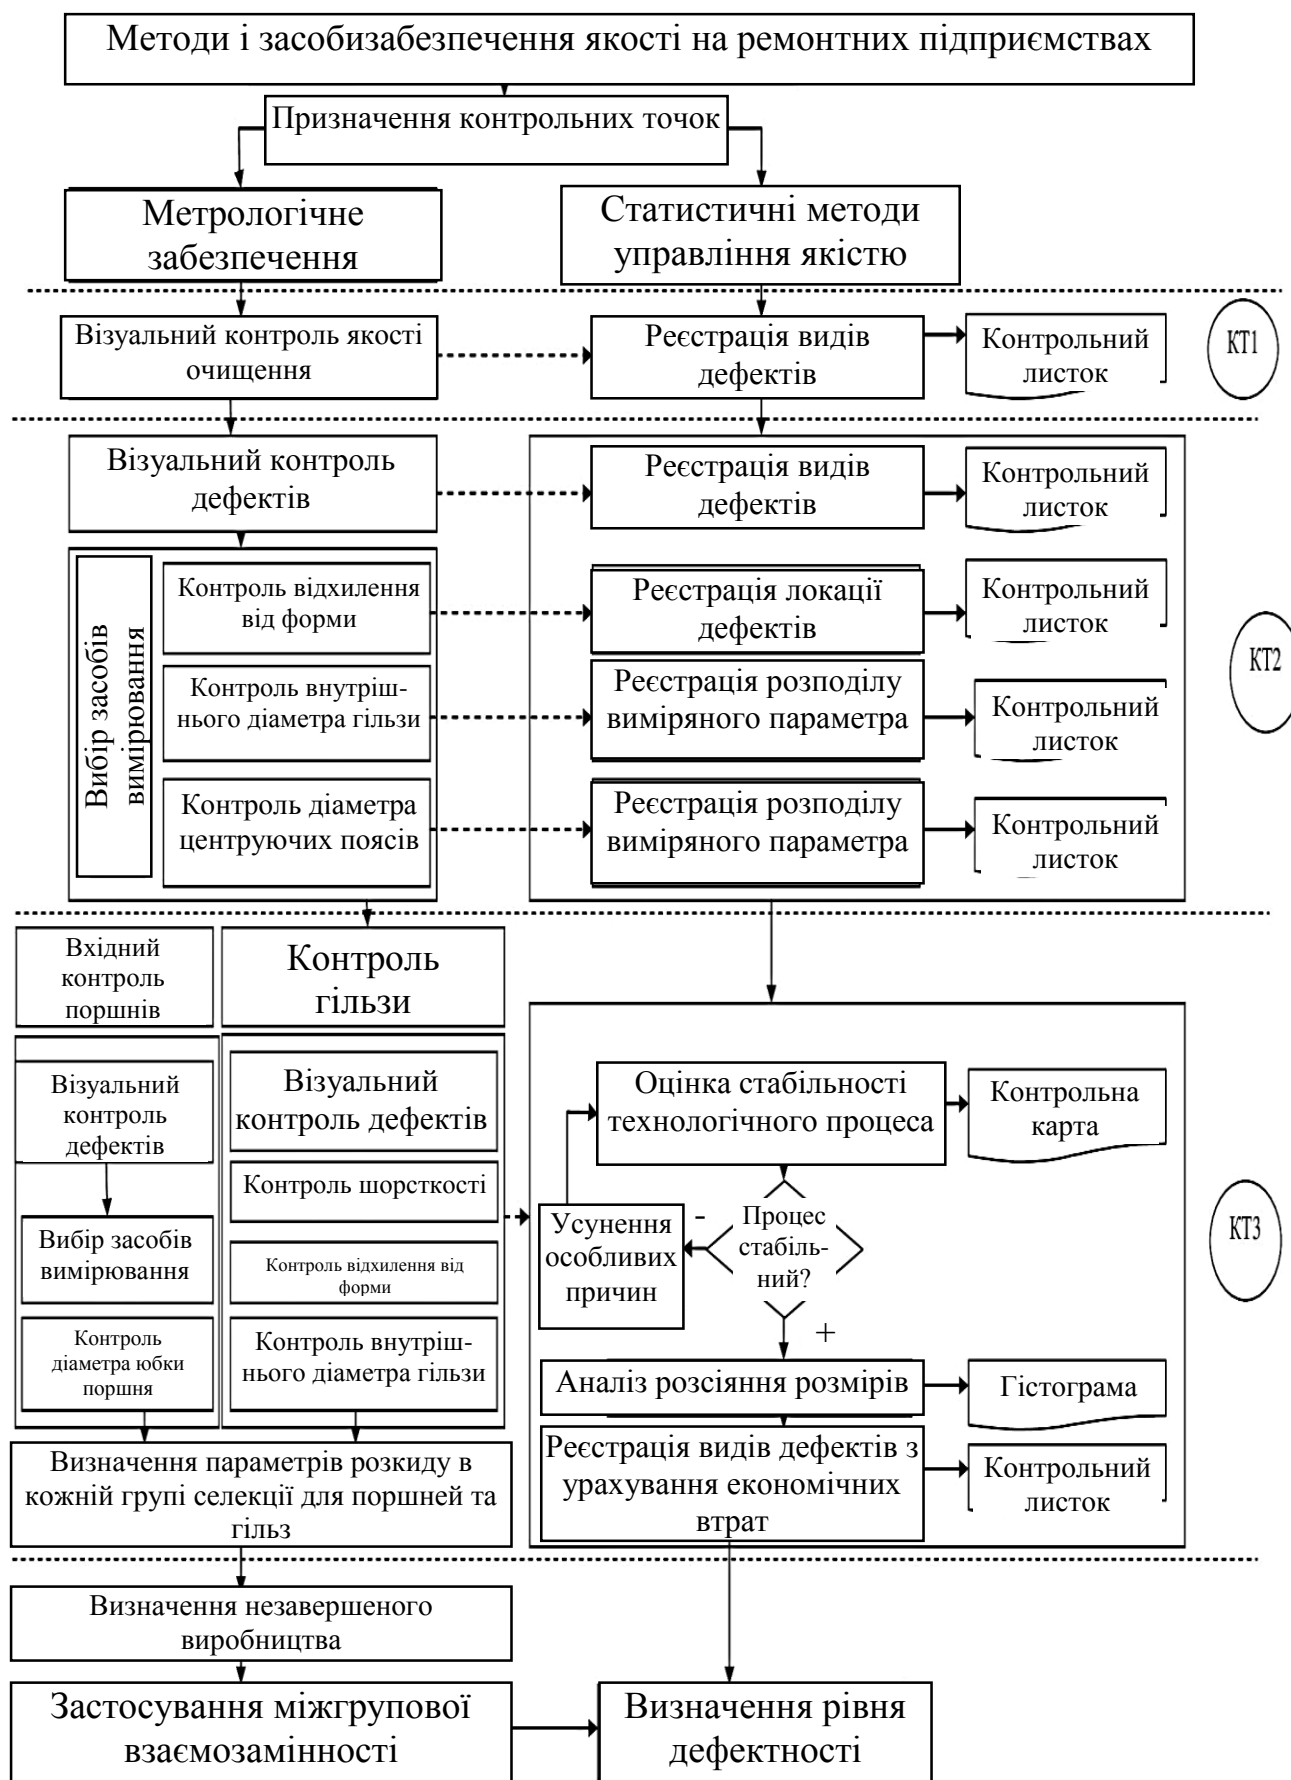 Методи і засобизабезпечення якості на ремонтних підприємствах
Призначення контрольних точок
Метрологічне
забезпечення
Статистичні методи
управління якістю
Візуальний контроль якості
очищення
Реєстрація видів
дефектів
Контрольний
листок
КТ1
Візуальний контроль
дефектів
Реєстрація видів
дефектів
Контрольний
листок
Вибір засобів
вимірювання
Контроль відхилення
від форми
Реєстрація локації
дефектів
Контрольний
листок
КТ2
Контроль внутріш-
нього діаметра гільзи
Реєстрація розподілу
виміряного параметра
Контрольний
листок
Контроль діаметра
центруючих поясів
Реєстрація розподілу
виміряного параметра
Контрольний
листок
Вхідний
контроль
поршнів
Контроль
гільзи
Візуальний
контроль
дефектів
Візуальний
контроль дефектів
Оцінка стабільності
технологічного процеса
Контрольна
карта
Контроль шорсткості
Вибір засобів
вимірювання
Контроль відхилення від
форми
Усунення
особливих
причин
-
Процес
стабіль-
ний?
+
КТ3
Контроль
діаметра юбки
поршня
Контроль внутріш-
нього діаметра гільзи
Аналіз розсіяння розмірів
Гістограма
Визначення параметрів розкиду в
кожній групі селекції для поршней та
гільз
Реєстрація видів дефектів з
урахування економічних
втрат
Контрольний
листок
Визначення незавершеного
виробництва
Застосування міжгрупової
взаємозамінності
Визначення рівня
дефектності